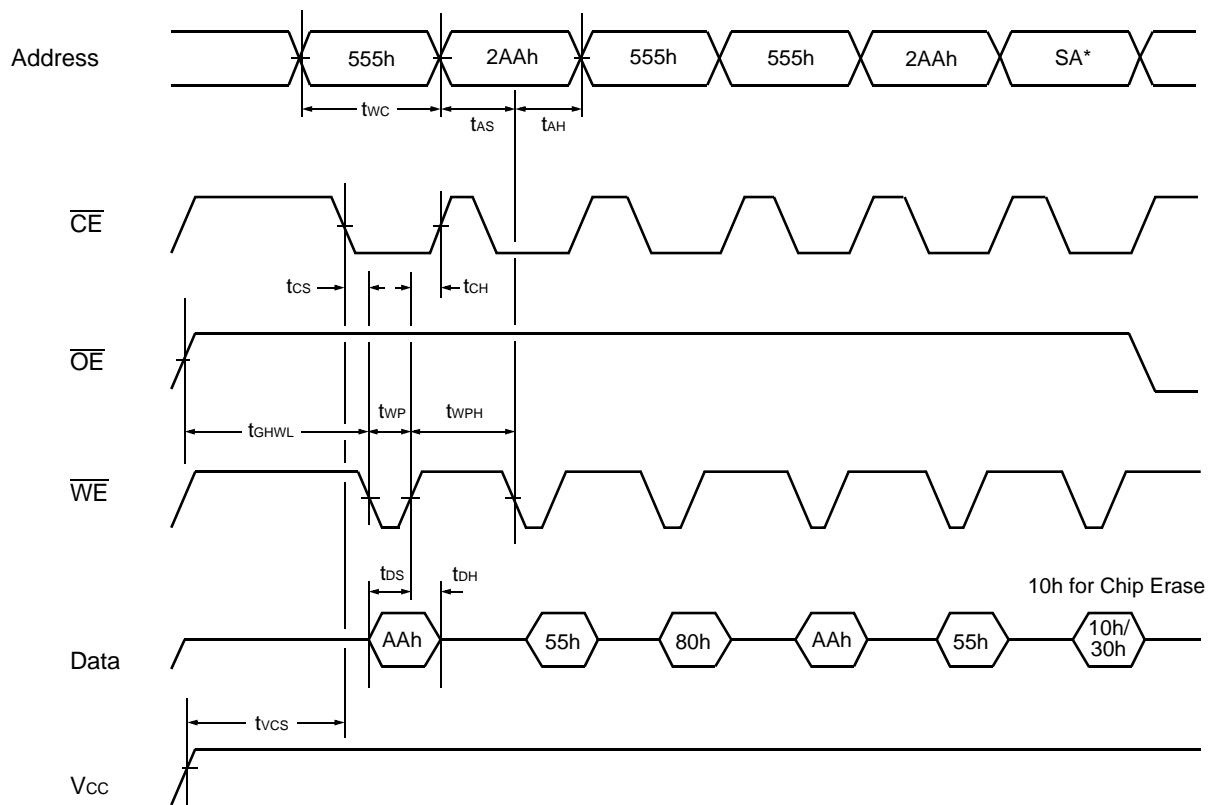 Address
555h 2AAh 555h 555h 2AAh SA*
tWC tAS tAH
CE
tCS tCH
OE
tGHWL tWP tWPH
WE
tDS tDH
10h for Chip Erase
Data
AAh 55h 80h AAh 55h 10h/
30h
tVCS
VCC